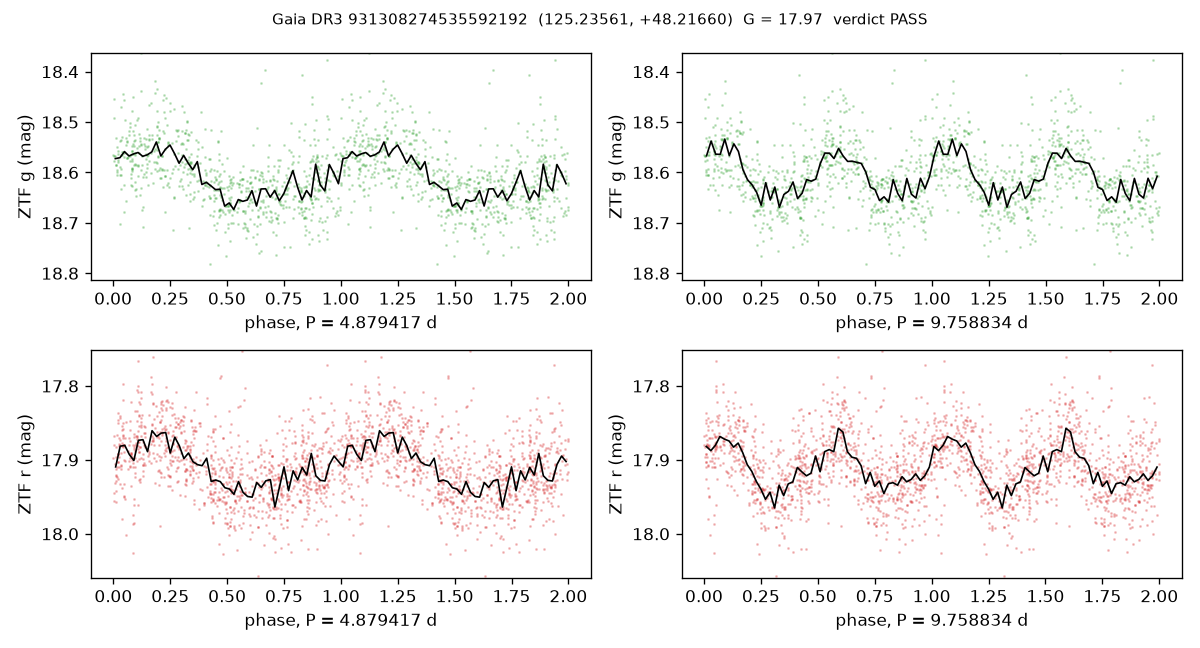 Gaia DR3 931308274535592192 (125.23561, +48.21660) G = 17.97 verdict PASS
ZTF g (mag)
18.4
18.5
18.6
18.7
18.8
0.00 0.25 0.50 0.75 1.00 1.25 1.50 1.75 2.00
phase, P = 4.879417 d
ZTF g (mag)
18.4
18.5
18.6
18.7
18.8
0.00 0.25 0.50 0.75 1.00 1.25 1.50 1.75 2.00
phase, P = 9.758834 d
ZTF r (mag)
17.8
17.9
18.0
0.00 0.25 0.50 0.75 1.00 1.25 1.50 1.75 2.00
phase, P = 4.879417 d
ZTF r (mag)
17.8
17.9
18.0
0.00 0.25 0.50 0.75 1.00 1.25 1.50 1.75 2.00
phase, P = 9.758834 d